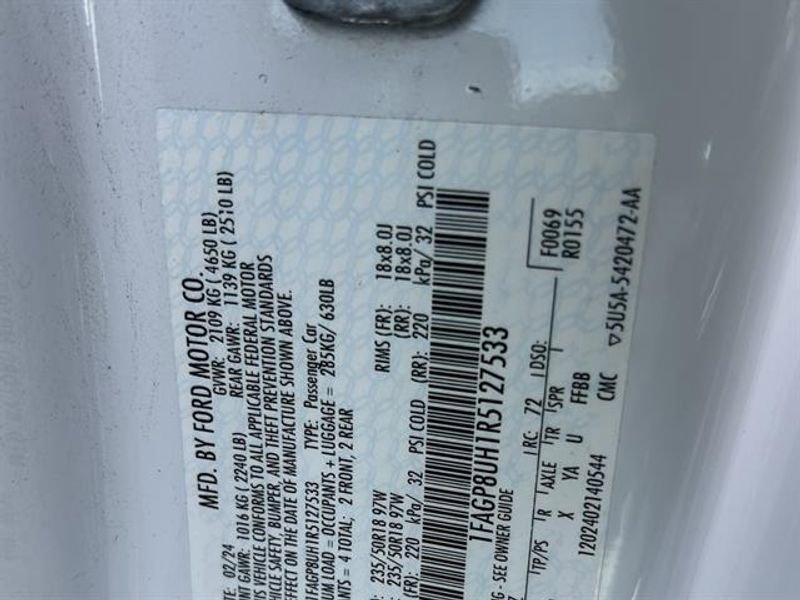 MFD. BY FORD MOTOR CO.
02/24 GVWR: 2109 KG ( 4650 LB)
GAWR: 1016 KG ( 2240 LB) REAR GAWR: 1139 KG ( 2510 LB)
VEHICLE CONFORMS TO ALL APPLICABLE FEDERAL MOTOR
VEHICLE SAFETY, BUMPER, AND THEFT PREVENTION STANDARDS
EFFECT ON THE DATE OF MANUFACTURE SHOWN ABOVE.
1FAGP8UH1R5127533 TYPE: Passenger Car
LOAD = OCCUPANTS + LUGGAGE = 285KG/ 630LB
= 4 TOTAL; 2 FRONT, 2 REAR
235/50R18 97W RIMS (FR): 18x8.0J
235/50R18 97W (RR): 18x8.0J
(FR): 220 kPa/ 32 PSI COLD (RR): 220 kPa/ 32 PSI COLD
1FAGP8UH1R5127533
- SEE OWNER GUIDE
RC: 72 DSO: F0069
R0155
TP/PS R AXLE TR SPR
X YA U FFBB
1202402140544 CMC ▽5U5A-5420472-AA